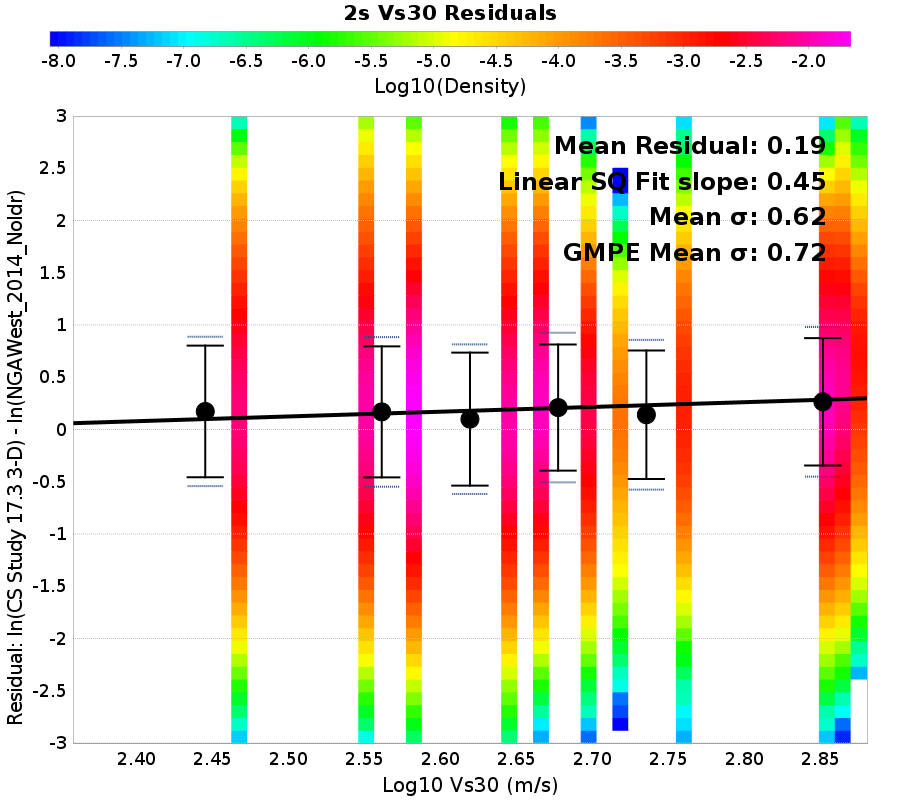 2s Vs30 Residuals
-8.0 -7.5 -7.0 -6.5 -6.0 -5.5 -5.0 -4.5 -4.0 -3.5 -3.0 -2.5 -2.0
Log10(Density)
Mean Residual: 0.19
Linear SQ Fit slope: 0.45
Mean σ: 0.62
GMPE Mean σ: 0.72
3
2.5
2
1.5
1
0.5
0
-0.5
-1
-1.5
-2
-2.5
-3
Residual: ln(CS Study 17.3 3-D) - ln(NGAWest_2014_NoIdr)
2.40 2.45 2.50 2.55 2.60 2.65 2.70 2.75 2.80 2.85
Log10 Vs30 (m/s)